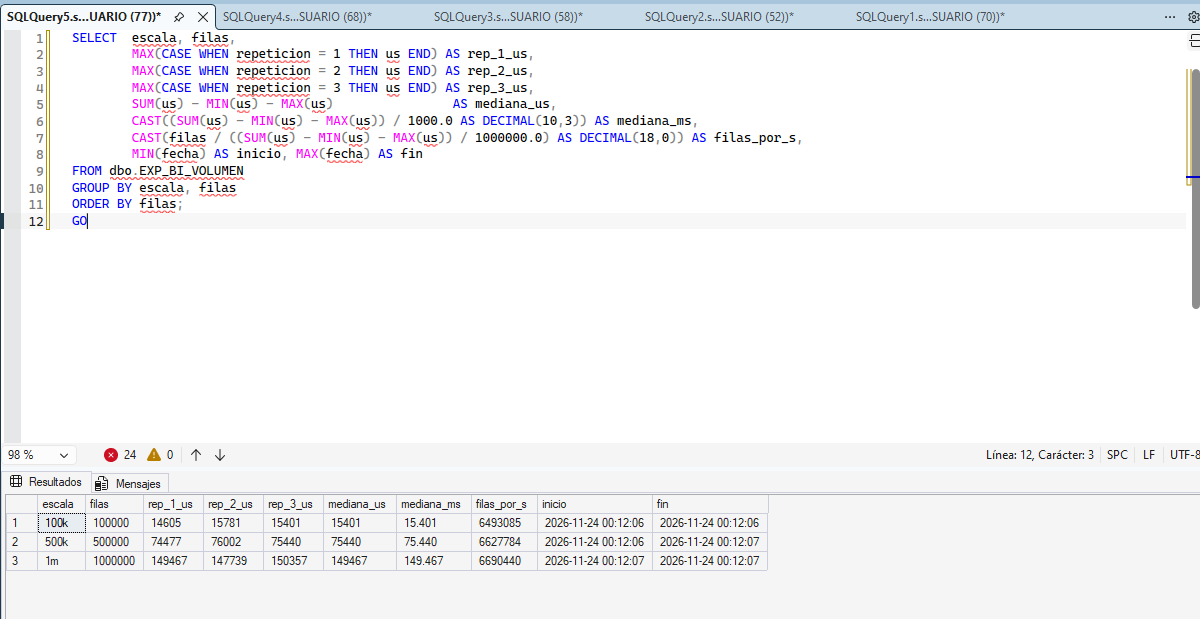 SQLQuery5.s...UARIO (77))* SQLQuery4.s...SUARIO (68))* SQLQuery3.s...SUARIO (58))* SQLQuery2.s...SUARIO (52))* SQLQuery1.s...SUARIO (70))*
1 SELECT escala, filas,
2 MAX(CASE WHEN repeticion = 1 THEN us END) AS rep_1_us,
3 MAX(CASE WHEN repeticion = 2 THEN us END) AS rep_2_us,
4 MAX(CASE WHEN repeticion = 3 THEN us END) AS rep_3_us,
5 SUM(us) - MIN(us) - MAX(us) AS mediana_us,
6 CAST((SUM(us) - MIN(us) - MAX(us)) / 1000.0 AS DECIMAL(10,3)) AS mediana_ms,
7 CAST(filas / ((SUM(us) - MIN(us) - MAX(us)) / 1000000.0) AS DECIMAL(18,0)) AS filas_por_s,
8 MIN(fecha) AS inicio, MAX(fecha) AS fin
9 FROM dbo.EXP_BI_VOLUMEN
10 GROUP BY escala, filas
11 ORDER BY filas;
12 GO
98 % 24 0 Línea: 12, Carácter: 3 SPC LF UTF-8
Resultados Mensajes
escala filas rep_1_us rep_2_us rep_3_us mediana_us mediana_ms filas_por_s inicio fin
1 100k 100000 14605 15781 15401 15401 15.401 6493085 2026-11-24 00:12:06 2026-11-24 00:12:06
2 500k 500000 74477 76002 75440 75440 75.440 6627784 2026-11-24 00:12:06 2026-11-24 00:12:07
3 1m 1000000 149467 147739 150357 149467 149.467 6690440 2026-11-24 00:12:07 2026-11-24 00:12:07